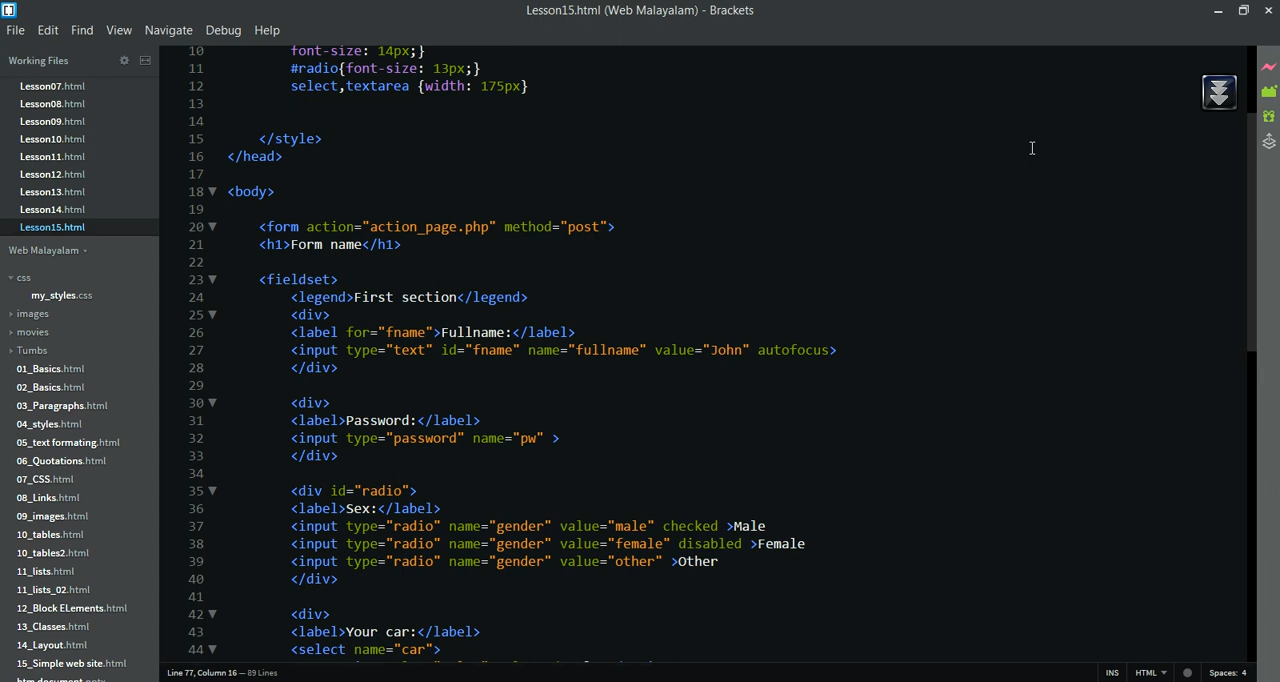 Lesson15.html (Web Malayalam) - Brackets
File Edit Find View Navigate Debug Help
Working Files
Lesson07.html
Lesson08.html
Lesson09.html
Lesson10.html
Lesson11.html
Lesson12.html
Lesson13.html
Lesson14.html
Lesson15.html
Web Malayalam
css
my_styles.css
images
movies
Tumbs
01_Basics.html
02_Basics.html
03_Paragraphs.html
04_styles.html
05_text formating.html
06_Quotations.html
07_CSS.html
08_Links.html
09_images.html
10_tables.html
10_tables2.html
11_lists.html
11_lists_02.html
12_Block ELements.html
13_Classes.html
14_Layout.html
15_Simple web site.html
10 font-size: 14px;}
11 #radio{font-size: 13px;}
12 select,textarea {width: 175px}
13
14
15 </style>
16 </head>
17
18 <body>
19
20 <form action="action_page.php" method="post">
21 <h1>Form name</h1>
22
23 <fieldset>
24 <legend>First section</legend>
25 <div>
26 <label for="fname">Fullname:</label>
27 <input type="text" id="fname" name="fullname" value="John" autofocus>
28 </div>
29
30 <div>
31 <label>Password:</label>
32 <input type="password" name="pw" >
33 </div>
34
35 <div id="radio">
36 <label>Sex:</label>
37 <input type="radio" name="gender" value="male" checked >Male
38 <input type="radio" name="gender" value="female" disabled >Female
39 <input type="radio" name="gender" value="other" >Other
40 </div>
41
42 <div>
43 <label>Your car:</label>
44 <select name="car">
Line 77, Column 16 — 89 Lines
INS HTML Spaces: 4